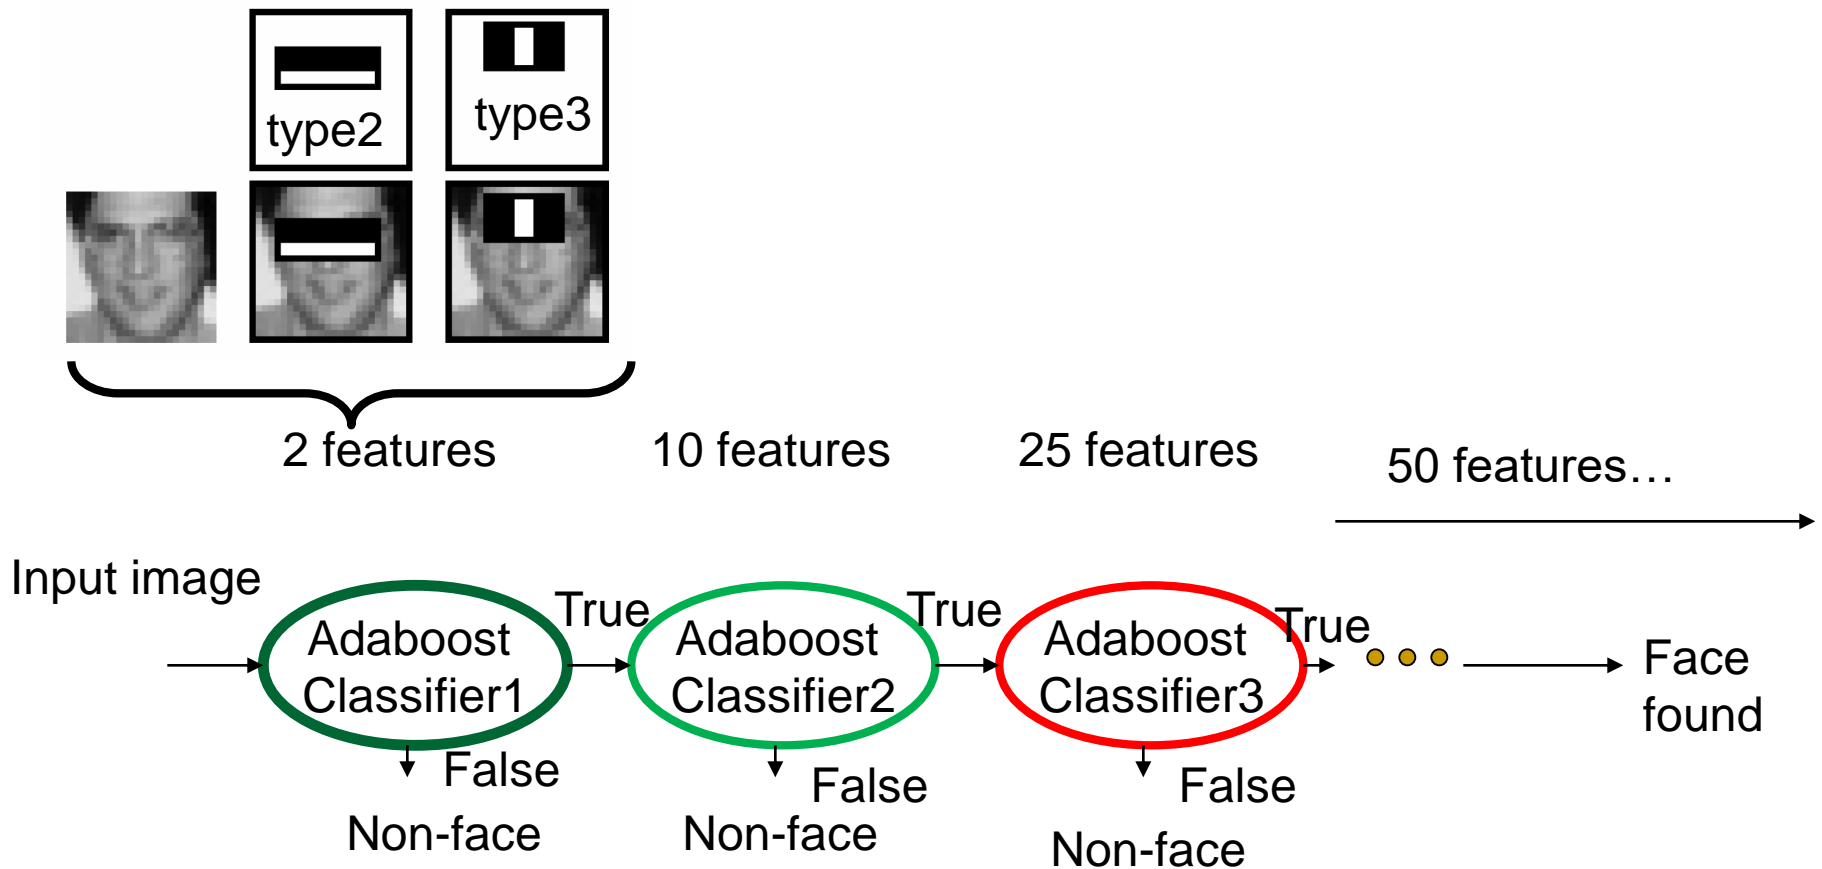 type2
type3
2 features
10 features
25 features
50 features…
Input image
True
True
True
Adaboost
Classifier1
Adaboost
Classifier2
Adaboost
Classifier3
Face
found
False
False
False
Non-face
Non-face
Non-face